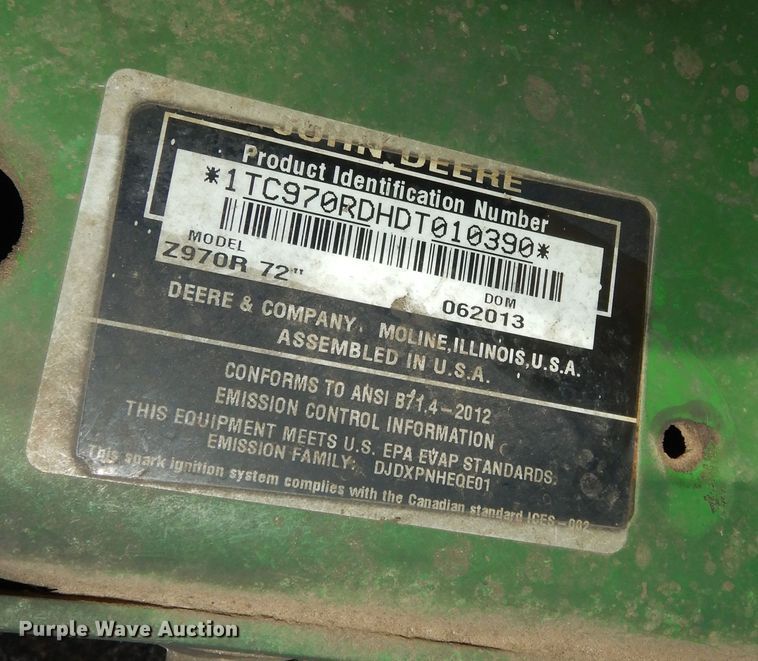 JOHN DEERE
Product Identification Number
*1TC970RDHDT010390*
MODEL
Z970R 72"
DOM
062013
DEERE & COMPANY, MOLINE, ILLINOIS, U.S.A.
ASSEMBLED IN U.S.A.
CONFORMS TO ANSI B71.4-2012
EMISSION CONTROL INFORMATION
THIS EQUIPMENT MEETS U.S. EPA EVAP STANDARDS.
EMISSION FAMILY: DJDXPNHEQE01
This spark ignition system complies with the Canadian standard ICES-002
Purple Wave Auction